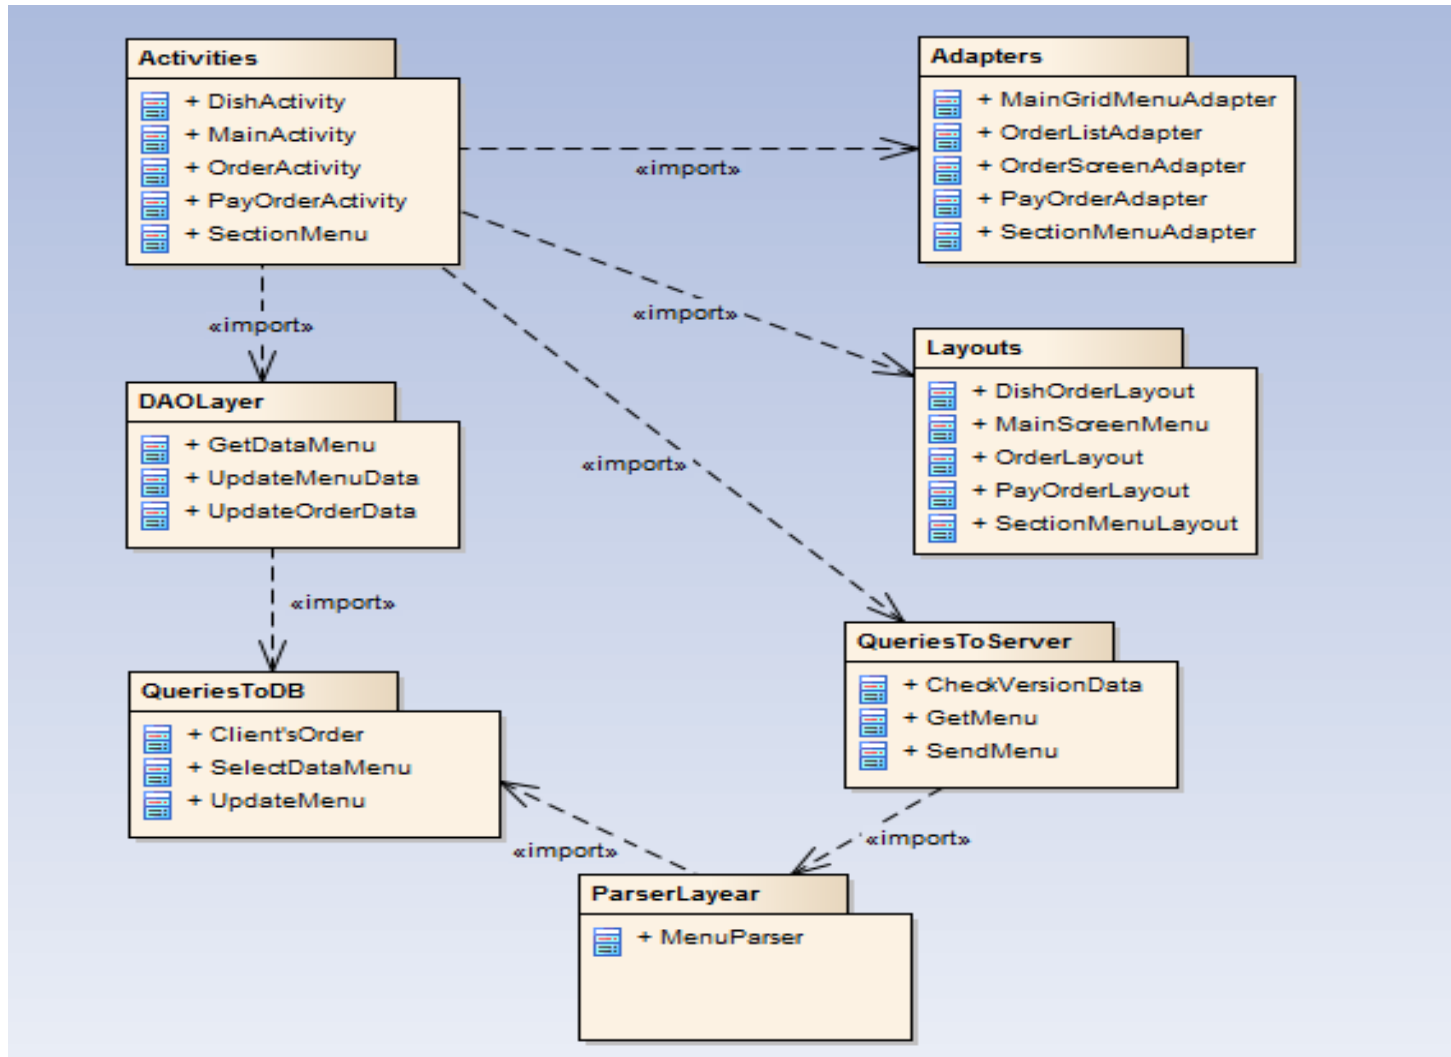 Activities
+ DishActivity
+ MainActivity
+ OrderActivity
+ PayOrderActivity
+ SectionMenu
Adapters
+ MainGridMenuAdapter
+ OrderListAdapter
+ OrderScreenAdapter
+ PayOrderAdapter
+ SectionMenuAdapter
«import»
«import»
«import»
«import»
Layouts
+ DishOrderLayout
+ MainScreenMenu
+ OrderLayout
+ PayOrderLayout
+ SectionMenuLayout
DAOLayer
+ GetDataMenu
+ UpdateMenuData
+ UpdateOrderData
«import»
QueriesToServer
+ CheckVersionData
+ GetMenu
+ SendMenu
QueriesToDB
+ Client'sOrder
+ SelectDataMenu
+ UpdateMenu
«import»
«import»
ParserLayear
+ MenuParser